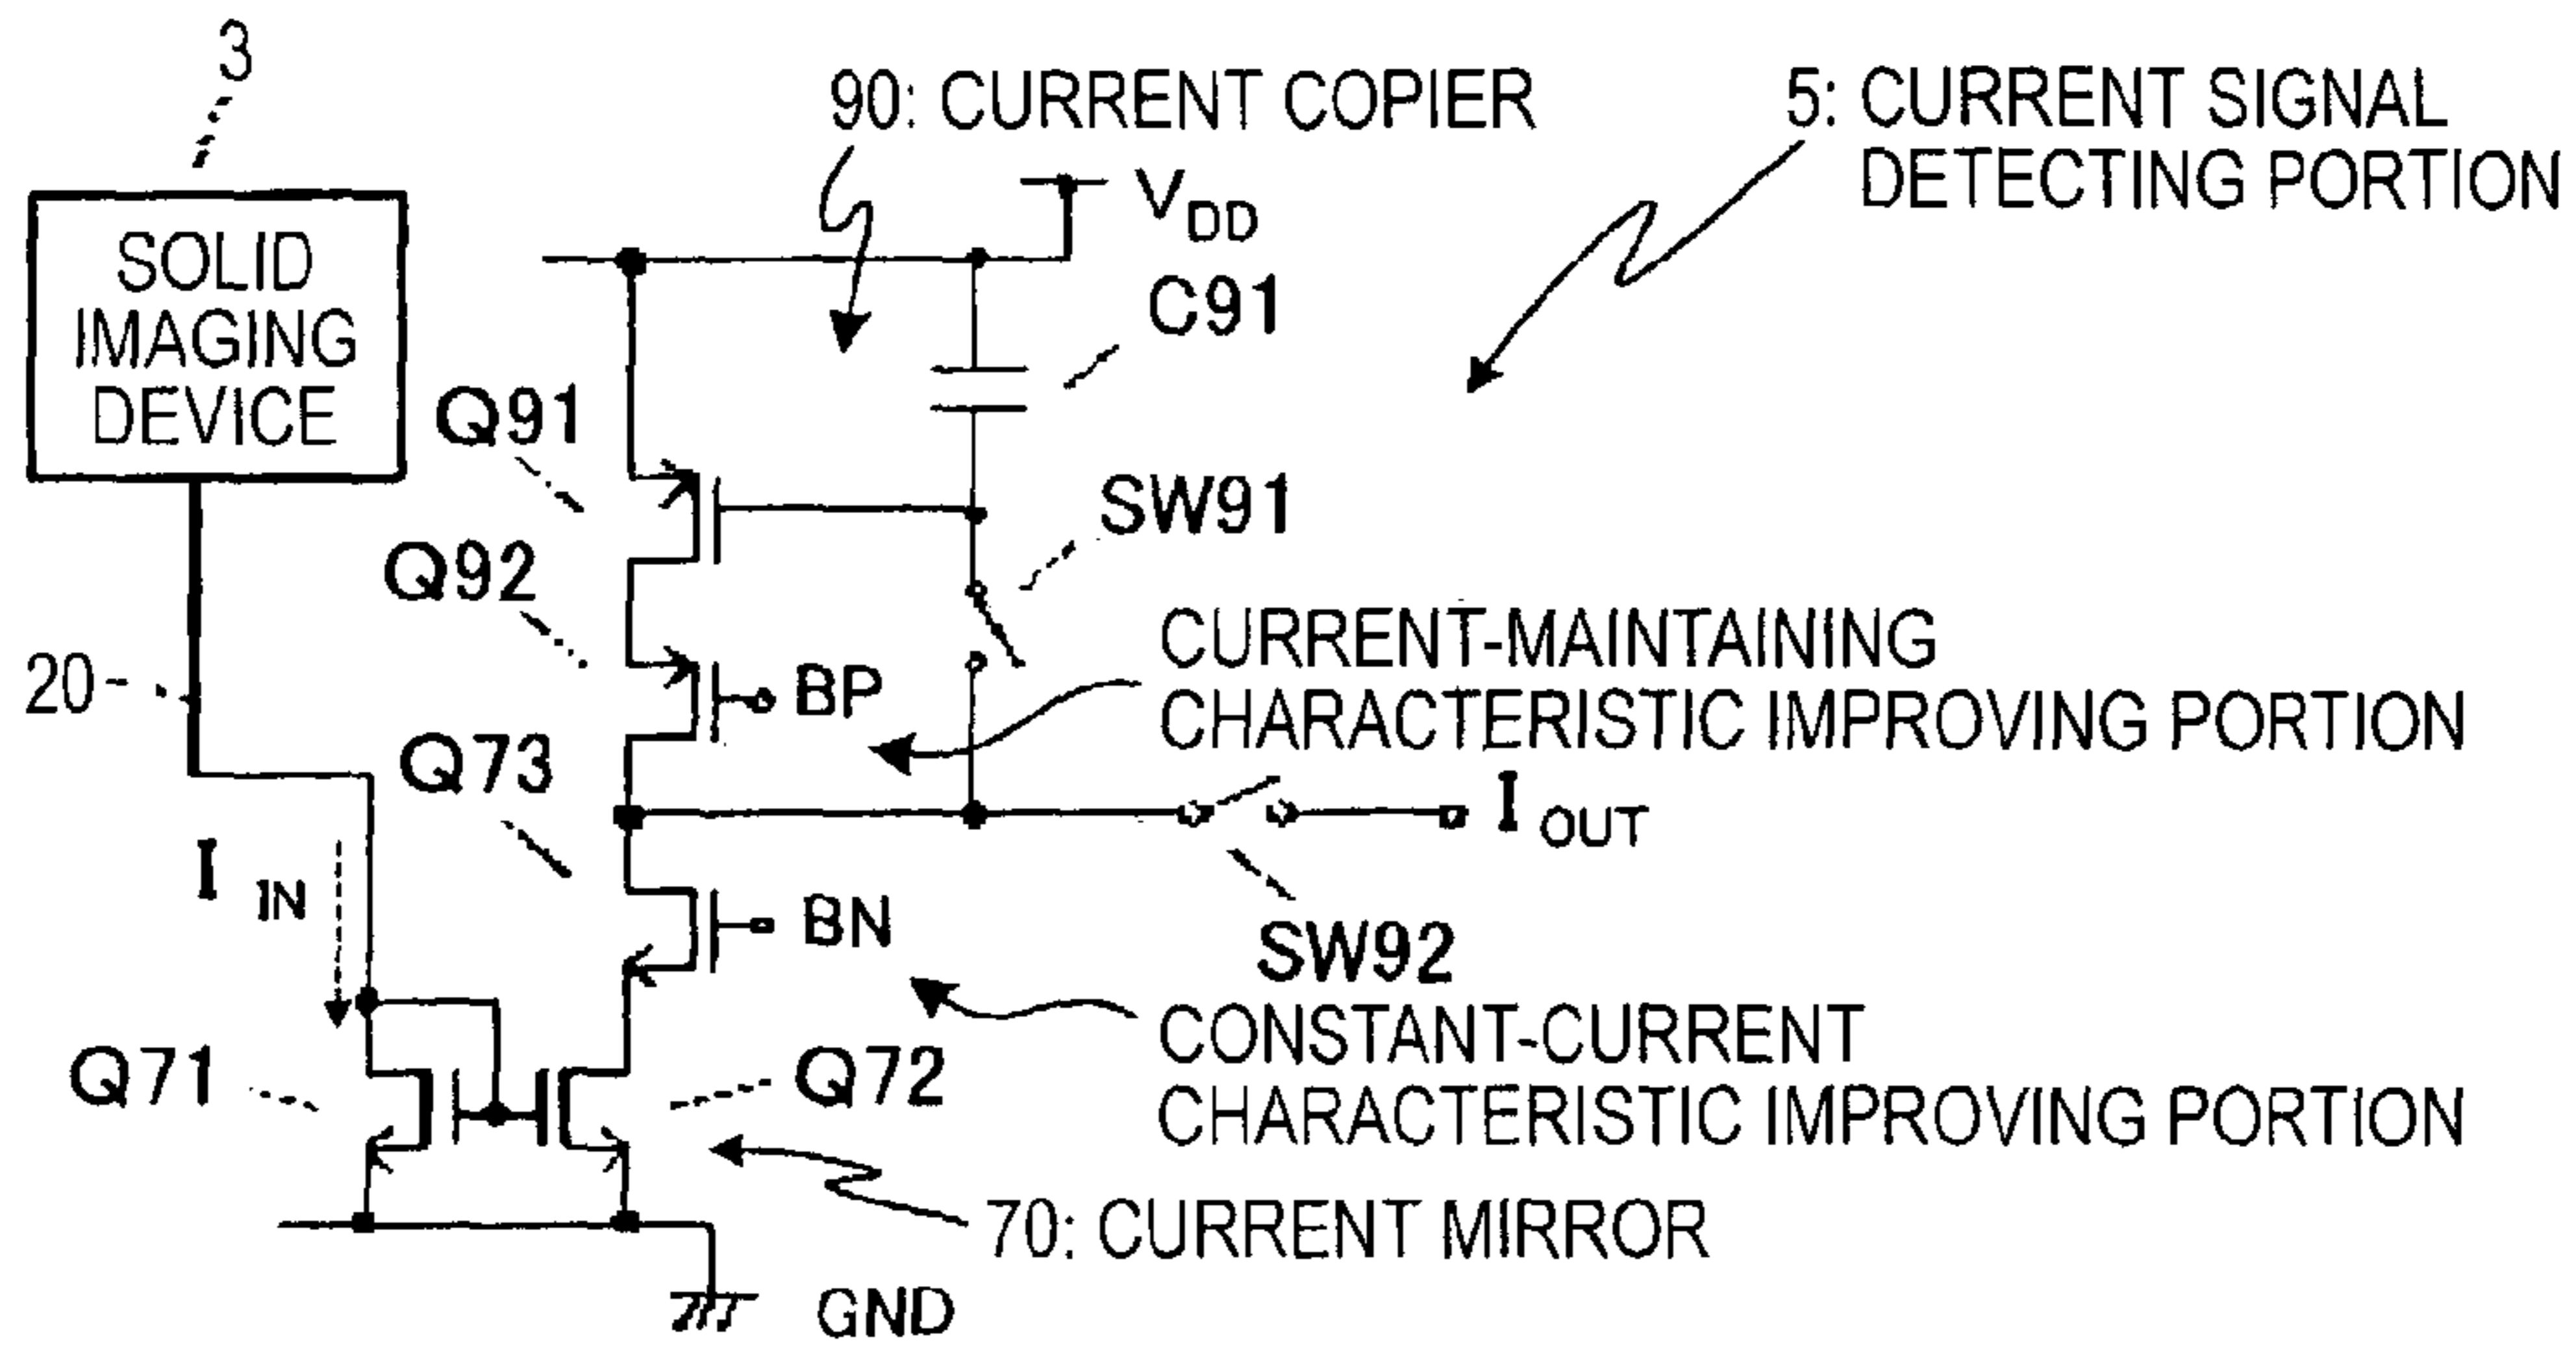 3
90: CURRENT COPIER
5: CURRENT SIGNAL
DETECTING PORTION
VDD
SOLID
IMAGING
DEVICE
C91
Q91
SW91
Q92
CURRENT-MAINTAINING
CHARACTERISTIC IMPROVING PORTION
20
BP
Q73
IOUT
IIN
BN
SW92
CONSTANT-CURRENT
CHARACTERISTIC IMPROVING PORTION
Q71
Q72
70: CURRENT MIRROR
GND